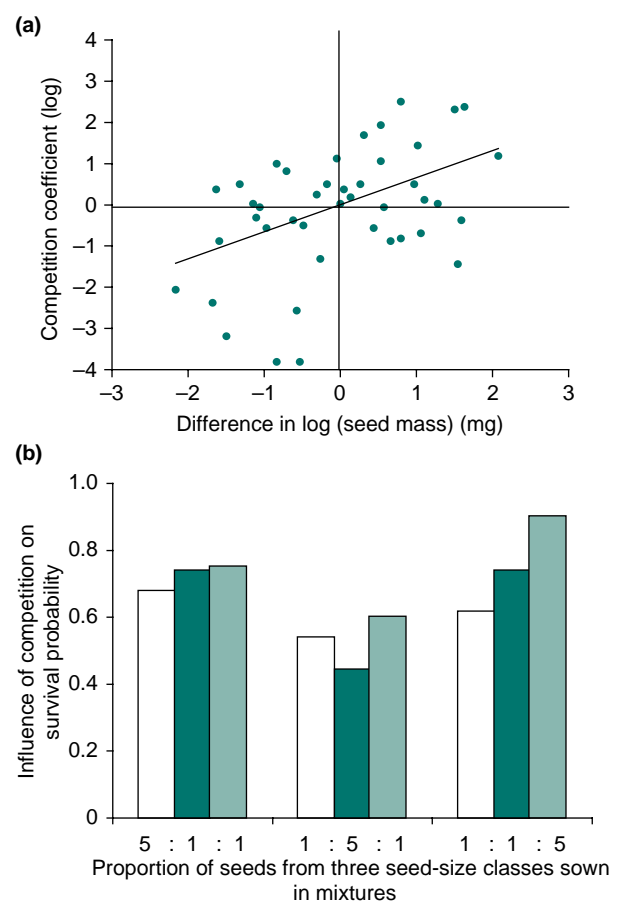 (a)
4
3
2
1
0
–1
–2
–3
–4
Competition coefficient (log)
–3 –2 –1 0 1 2 3
Difference in log (seed mass) (mg)
(b)
1.0
0.8
0.6
0.4
0.2
0
Influence of competition on
survival probability
5 : 1 : 1 1 : 5 : 1 1 : 1 : 5
Proportion of seeds from three seed-size classes sown
in mixtures